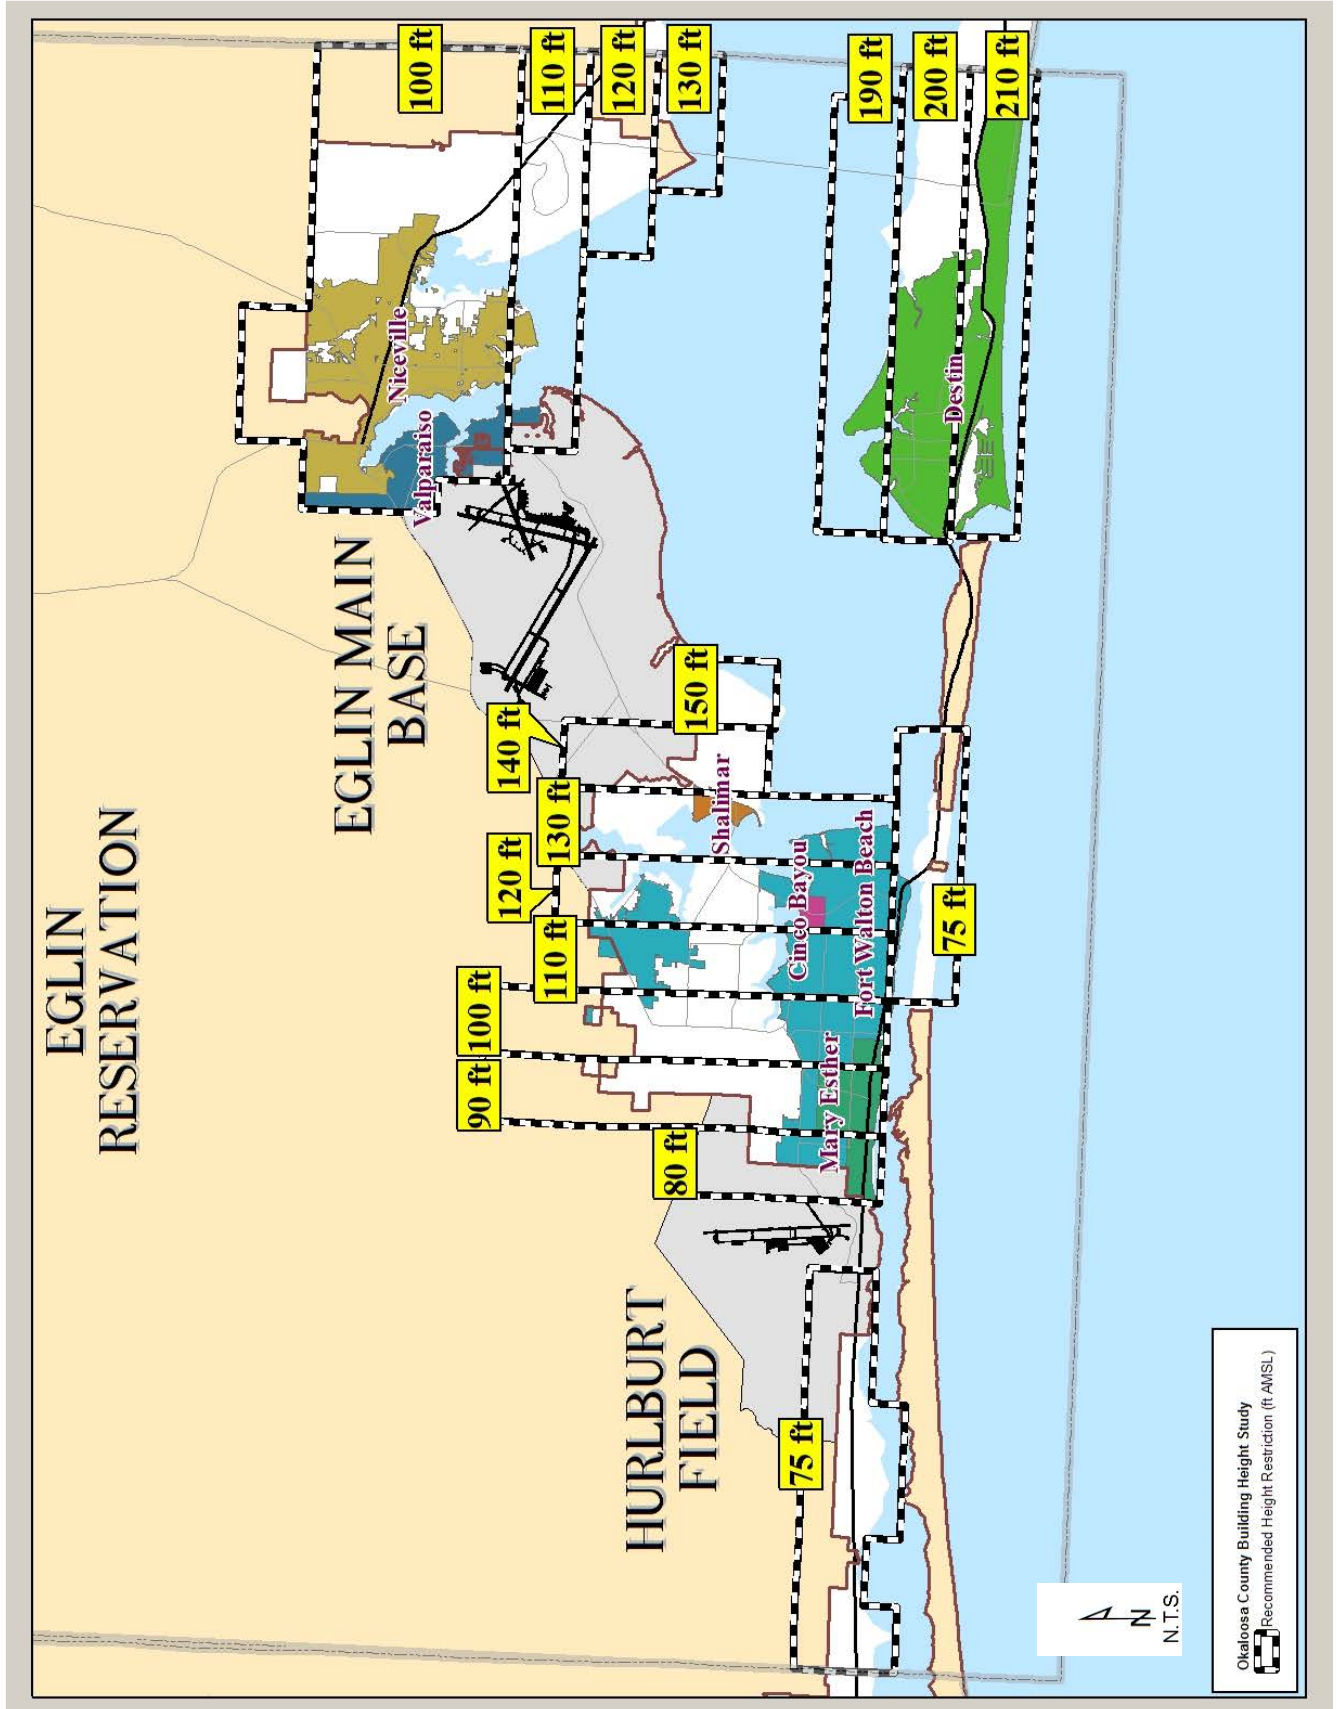 EGLIN
RESERVATION
EGLIN MAIN
BASE
HURLBURT
FIELD
Niceville
Valparaiso
Shalimar
Cinco Bayou
Fort Walton Beach
Mary Esther
Destin
75 ft
80 ft
90 ft
100 ft
110 ft
120 ft
130 ft
140 ft
150 ft
75 ft
100 ft
110 ft
120 ft
130 ft
190 ft
200 ft
210 ft
N
N.T.S.
Okaloosa County Building Height Study
Recommended Height Restriction (ft AMSL)